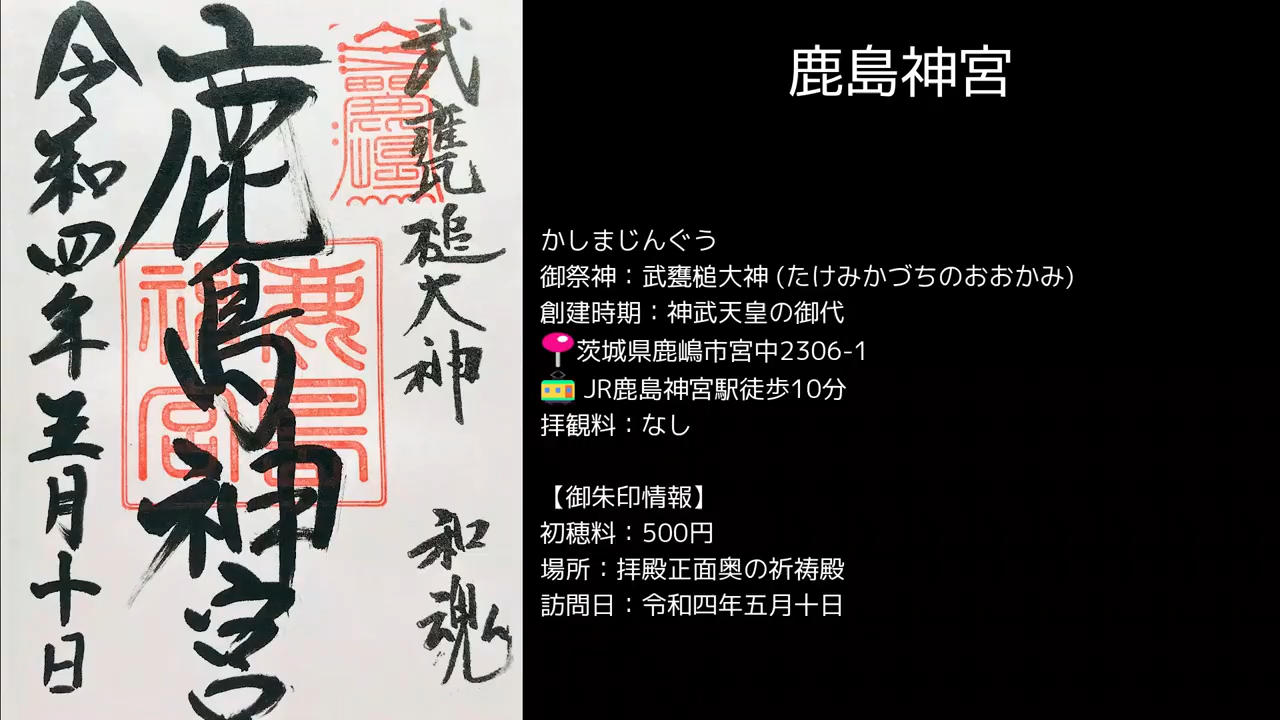 武甕槌大神 和魂
鹿島神宮
令和四年五月十日
鹿嶋
鹿島神宮
鹿島神宮
かしまじんぐう
御祭神：武甕槌大神 (たけみかづちのおおかみ)
創建時期：神武天皇の御代
茨城県鹿嶋市宮中2306-1
JR鹿島神宮駅徒歩10分
拝観料：なし
【御朱印情報】
初穂料：500円
場所：拝殿正面奥の祈祷殿
訪問日：令和四年五月十日